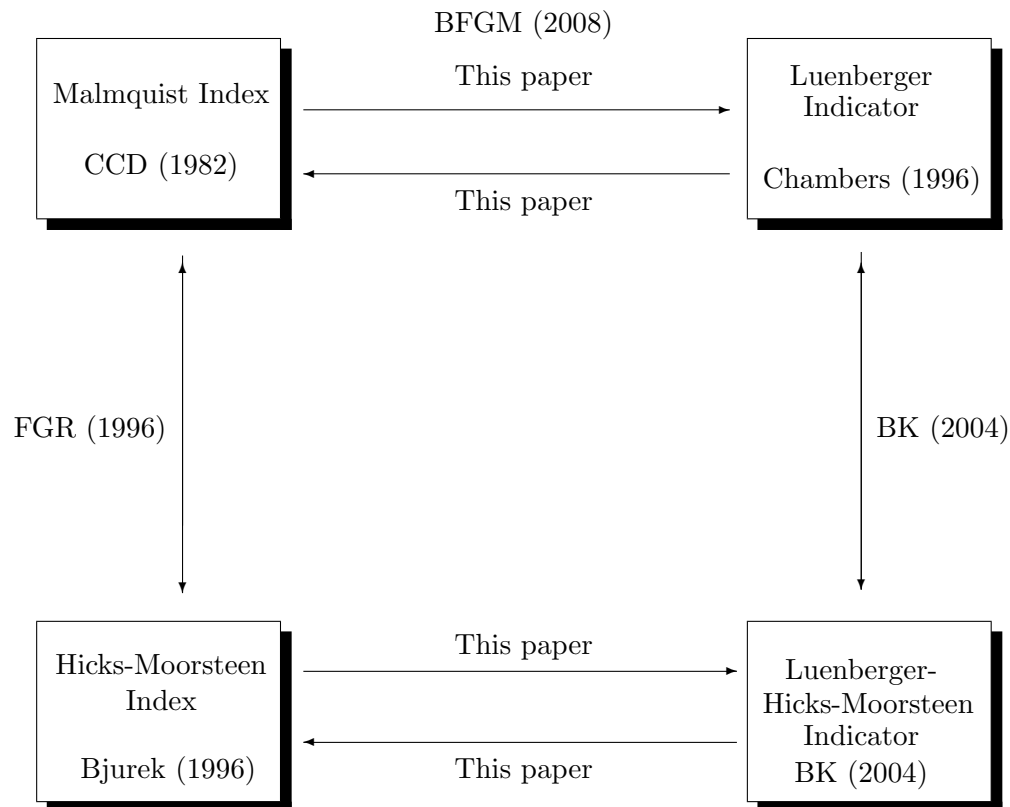 BFGM (2008)
This paper
Malmquist Index
CCD (1982)
Luenberger
Indicator
Chambers (1996)
This paper
FGR (1996)
BK (2004)
Hicks-Moorsteen
Index
Bjurek (1996)
This paper
This paper
Luenberger-
Hicks-Moorsteen
Indicator
BK (2004)